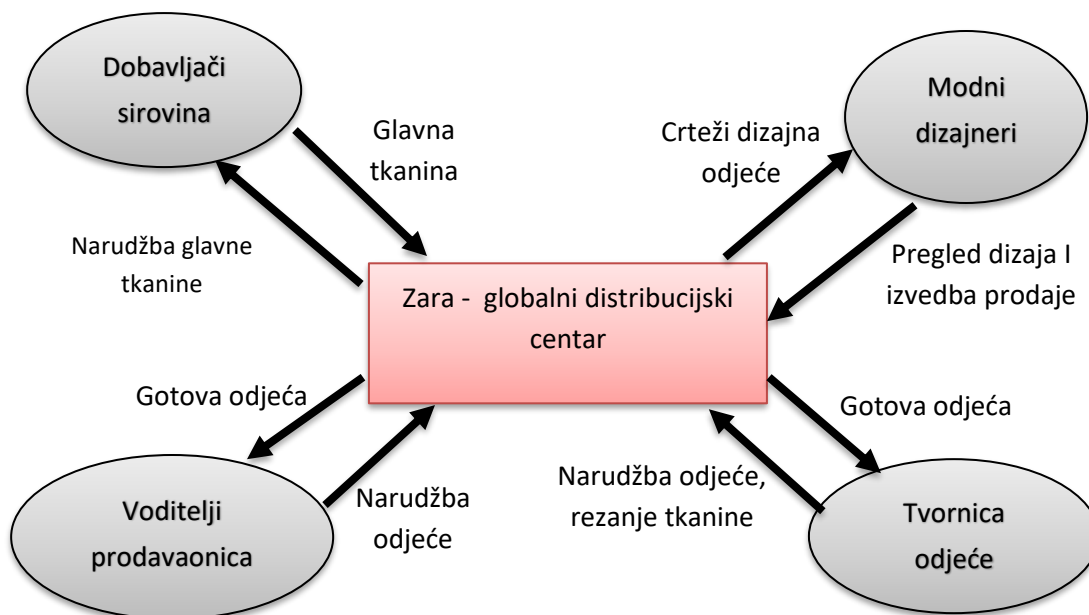 Dobavljači
sirovina
Glavna
tkanina
Crteži dizajna
odjeće
Modni
dizajneri
Narudžba glavne
tkanine
Pregled dizaja I
izvedba prodaje
Zara -  globalni distribucijski
centar
Gotova odjeća
Gotova odjeća
Voditelji
prodavaonica
Narudžba
odjeće
Narudžba odjeće,
rezanje tkanine
Tvornica
odjeće